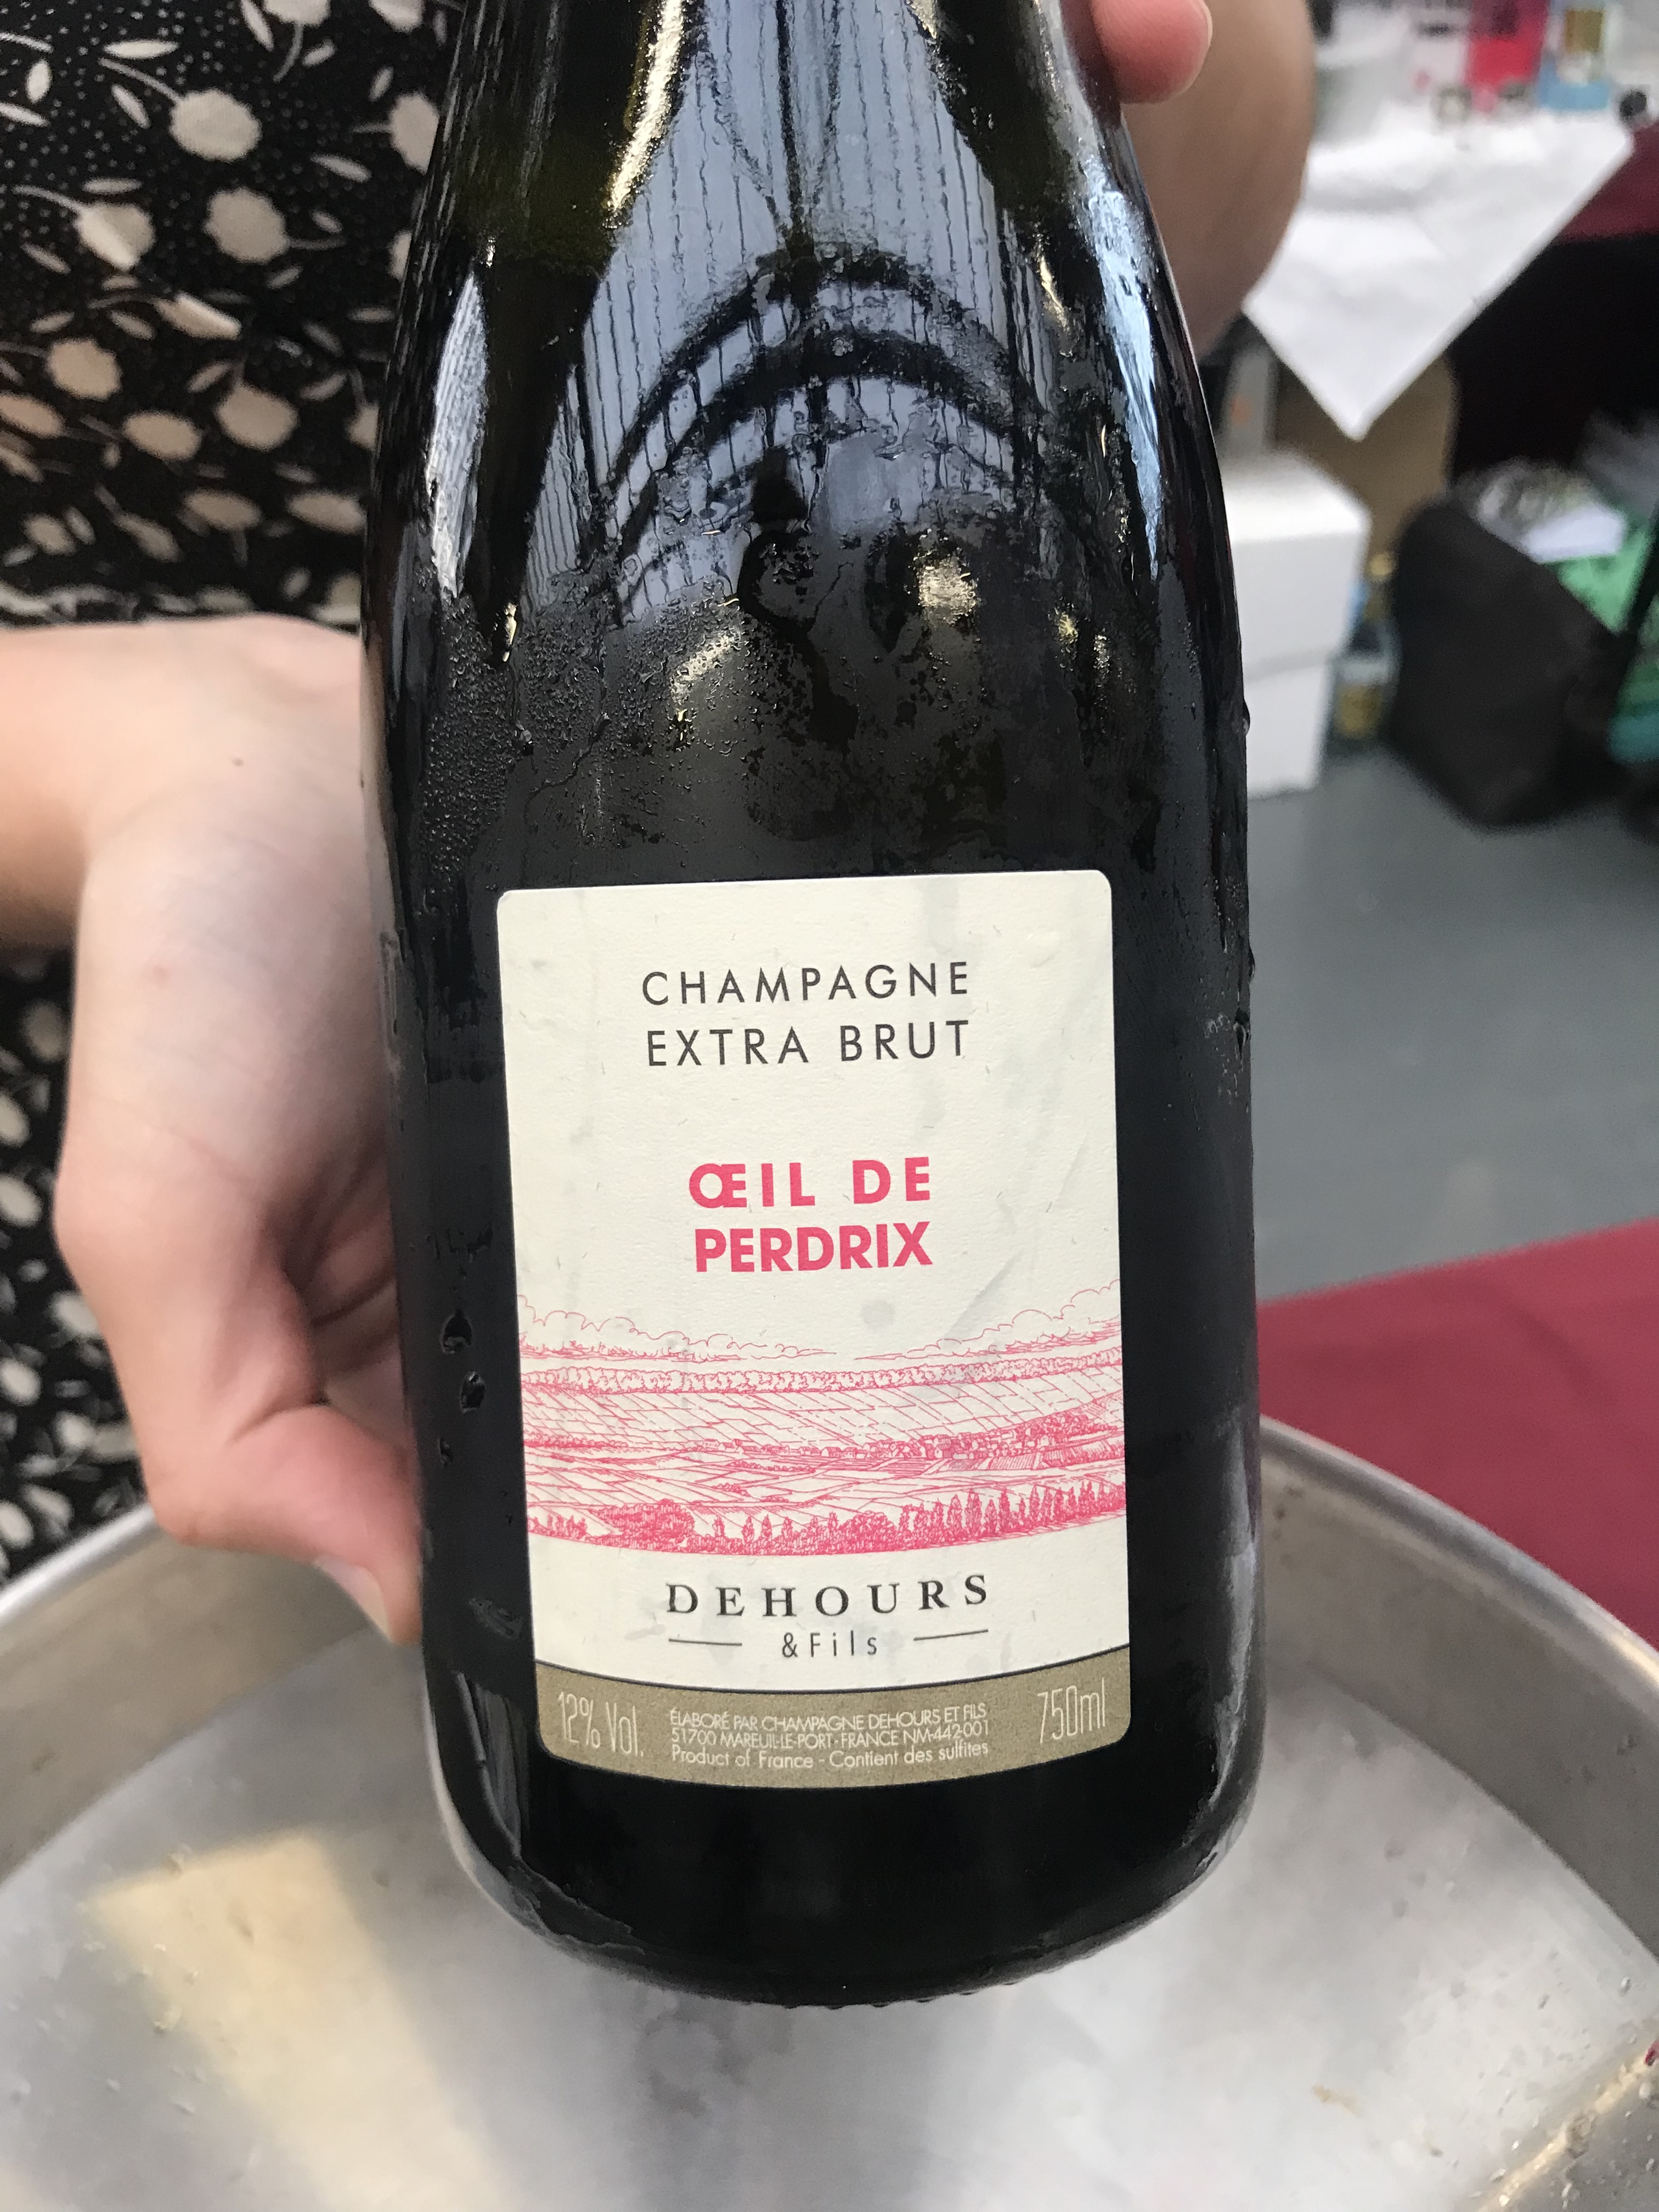 CHAMPAGNE
EXTRA BRUT
ŒIL DE
PERDRIX
DEHOURS
& Fils
12% Vol.
ÉLABORÉ PAR CHAMPAGNE DEHOURS ET FILS
51700 MAREUIL-LE-PORT - FRANCE NM-442-001
Product of France - Contient des sulfites
750ml